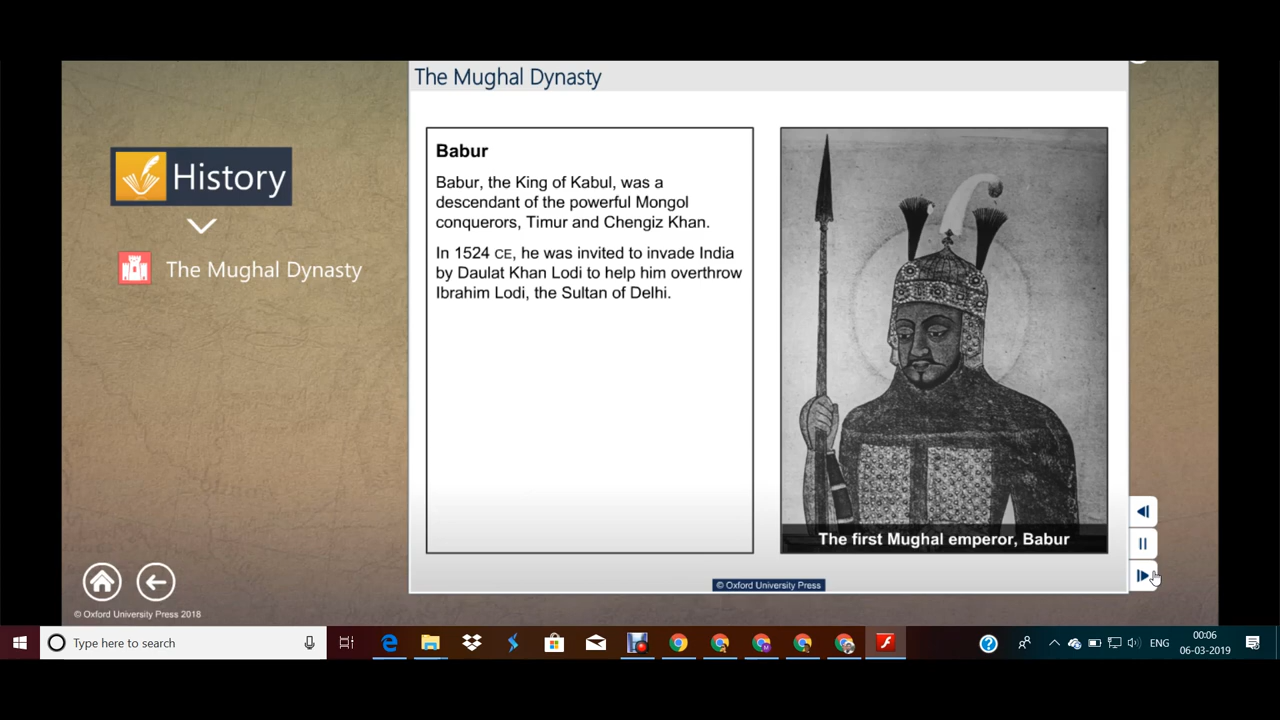 The Mughal Dynasty
History
The Mughal Dynasty
Babur
Babur, the King of Kabul, was a
descendant of the powerful Mongol
conquerors, Timur and Chengiz Khan.
In 1524 CE, he was invited to invade India
by Daulat Khan Lodi to help him overthrow
Ibrahim Lodi, the Sultan of Delhi.
The first Mughal emperor, Babur
© Oxford University Press
© Oxford University Press 2018
Type here to search
ENG
00:06
06-03-2019